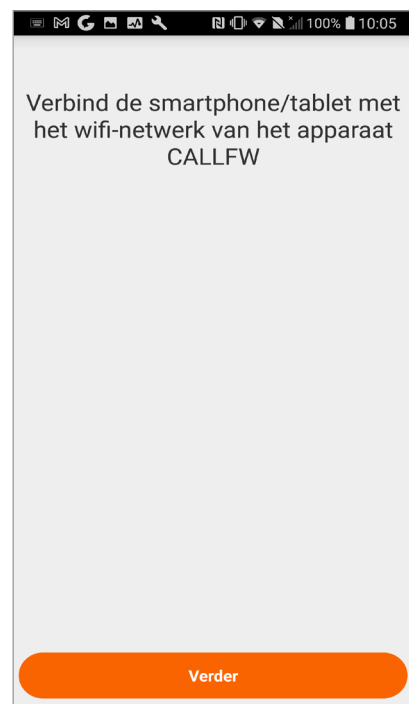 100% 10:05
Verbind de smartphone/tablet met
het wifi-netwerk van het apparaat
CALLFW
Verder